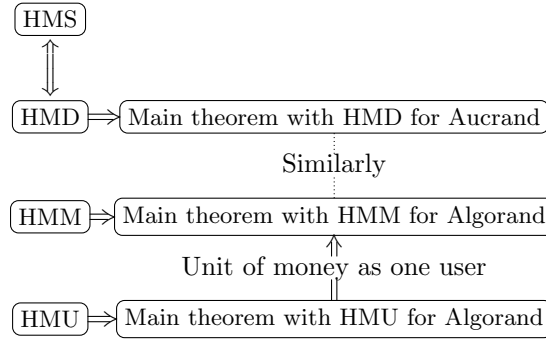 HMS
HMD Main theorem with HMD for Aucrand
Similarly
HMM Main theorem with HMM for Algorand
Unit of money as one user
HMU Main theorem with HMU for Algorand